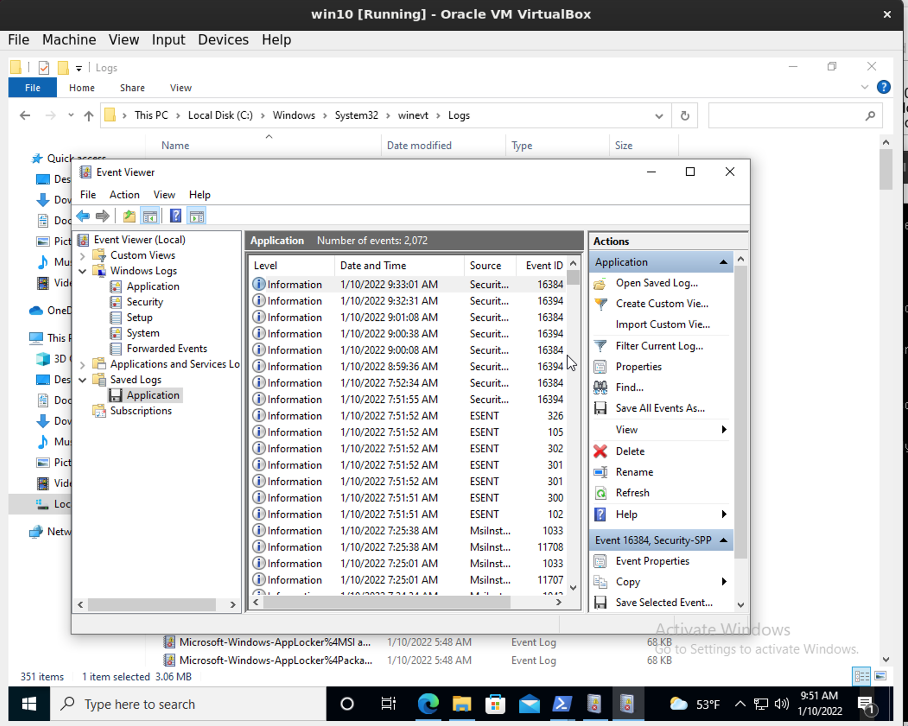 win10 [Running] - Oracle VM VirtualBox
File Machine View Input Devices Help
Logs
File Home Share View
This PC > Local Disk (C:) > Windows > System32 > winevt > Logs
Name Date modified Type Size
Quick access
Event Viewer
File Action View Help
Event Viewer (Local)
Custom Views
Windows Logs
Application
Security
Setup
System
Forwarded Events
Applications and Services Lo
Saved Logs
Application
Subscriptions
Application Number of events: 2,072
Level Date and Time Source Event ID
Information 1/10/2022 9:33:01 AM Securit... 16384
Information 1/10/2022 9:32:31 AM Securit... 16394
Information 1/10/2022 9:01:08 AM Securit... 16384
Information 1/10/2022 9:00:38 AM Securit... 16394
Information 1/10/2022 9:00:08 AM Securit... 16384
Information 1/10/2022 8:59:36 AM Securit... 16394
Information 1/10/2022 7:52:34 AM Securit... 16384
Information 1/10/2022 7:51:55 AM Securit... 16394
Information 1/10/2022 7:51:52 AM ESENT 326
Information 1/10/2022 7:51:52 AM ESENT 105
Information 1/10/2022 7:51:52 AM ESENT 302
Information 1/10/2022 7:51:52 AM ESENT 301
Information 1/10/2022 7:51:52 AM ESENT 301
Information 1/10/2022 7:51:51 AM ESENT 300
Information 1/10/2022 7:51:51 AM ESENT 102
Information 1/10/2022 7:25:38 AM MsiInst... 1033
Information 1/10/2022 7:25:38 AM MsiInst... 11708
Information 1/10/2022 7:25:01 AM MsiInst... 1033
Information 1/10/2022 7:25:01 AM MsiInst... 11707
Actions
Application
Open Saved Log...
Create Custom Vie...
Import Custom Vie...
Filter Current Log...
Properties
Find...
Save All Events As...
View
Delete
Rename
Refresh
Help
Event 16384, Security-SPP
Event Properties
Copy
Save Selected Event...
Microsoft-Windows-AppLocker%4MSI a... 1/10/2022 5:48 AM Event Log 68 KB
Microsoft-Windows-AppLocker%4Packa... 1/10/2022 5:48 AM Event Log 68 KB
Activate Windows
Go to Settings to activate Windows.
351 items 1 item selected 3.06 MB
Type here to search
53°F
9:51 AM
1/10/2022
1